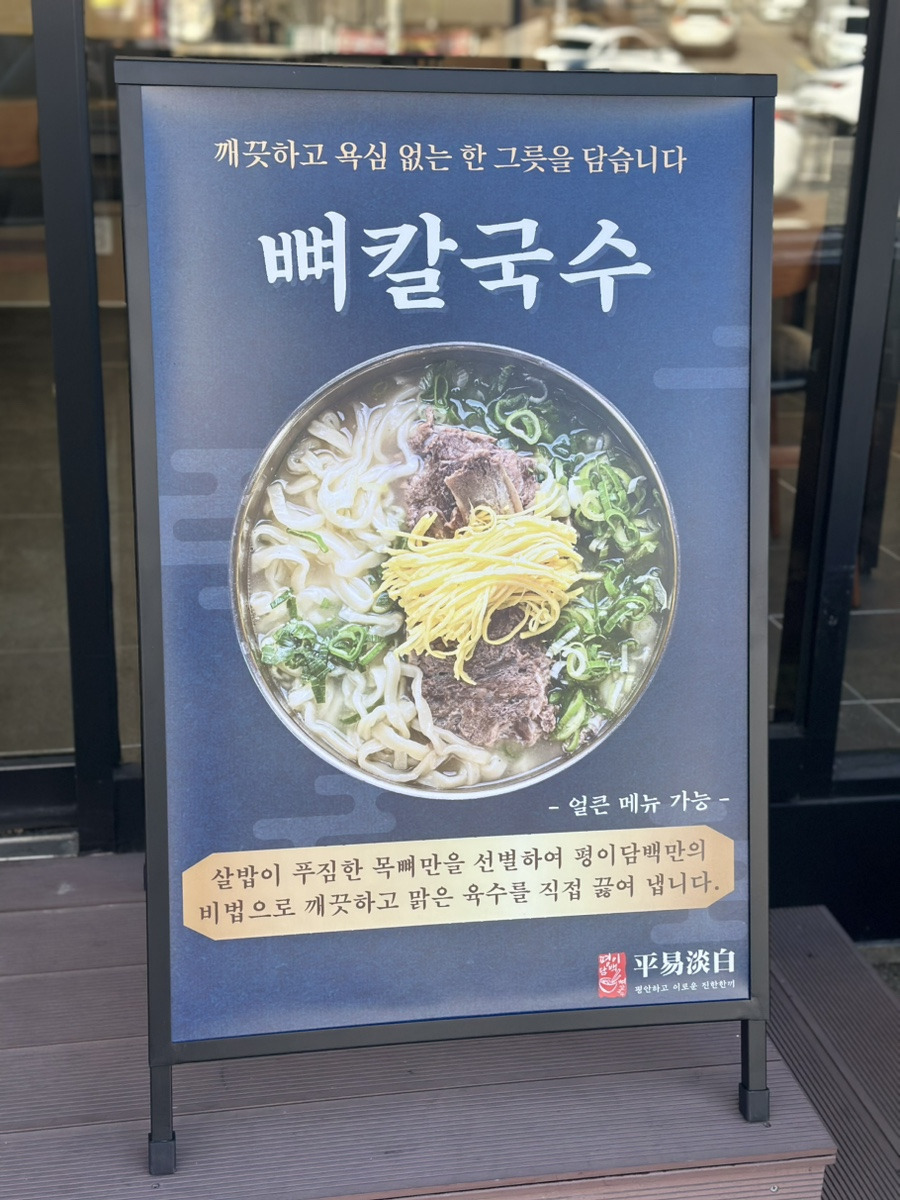 깨끗하고 욕심 없는 한 그릇을 담습니다
뼈칼국수
- 얼큰 메뉴 가능 -
살밥이 푸짐한 목뼈만을 선별하여 평이담백만의
비법으로 깨끗하고 맑은 육수를 직접 끓여 냅니다.
평이
담백
平易淡白
평안하고 이로운 진한한끼